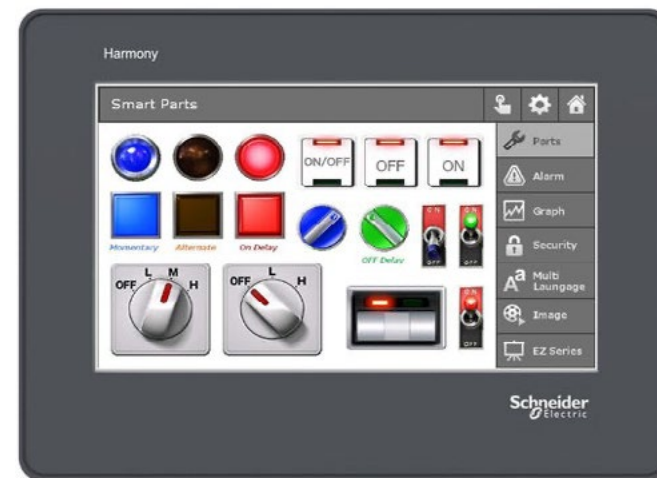 Harmony
Smart Parts
Parts
ON/OFF
OFF
ON
Alarm
Graph
Momentary
Alternate
On Delay
OFF Delay
ON
OFF
ON
OFF
Security
OFF
L
M
H
OFF
L
H
Multi
Laungage
ON
OFF
Image
EZ Series
Schneider
Electric